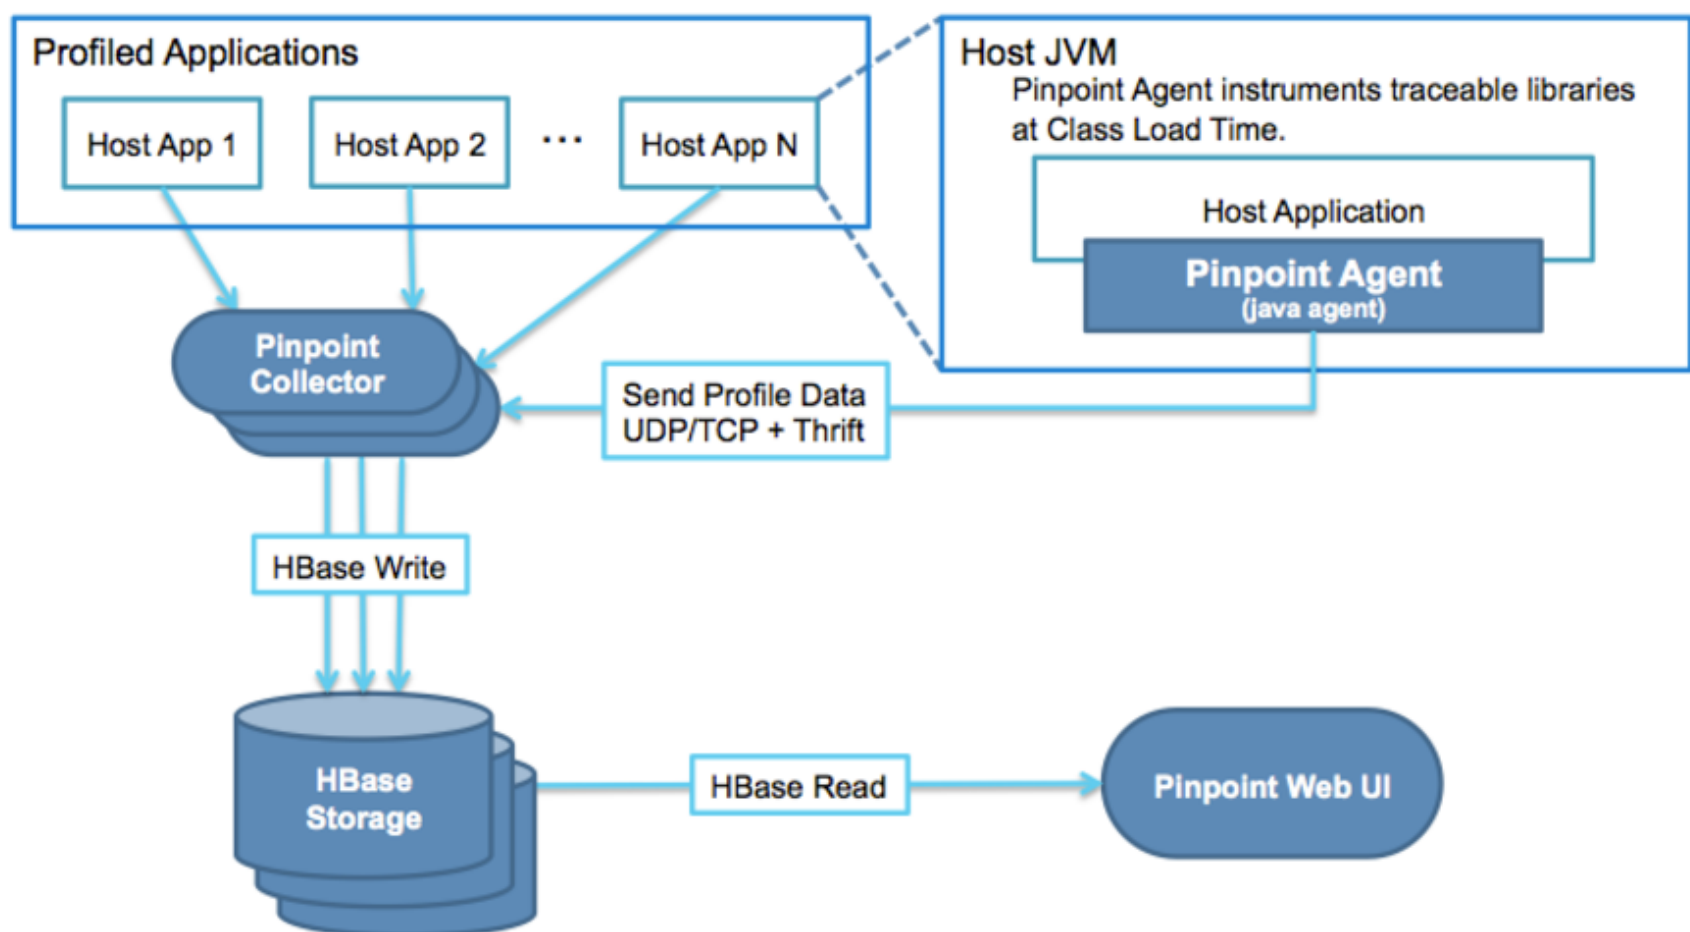 Profiled Applications
Host App 1
Host App 2
...
Host App N
Host JVM
Pinpoint Agent instruments traceable libraries
at Class Load Time.
Host Application
Pinpoint Agent
(java agent)
Pinpoint
Collector
Send Profile Data
UDP/TCP + Thrift
HBase Write
HBase
Storage
HBase Read
Pinpoint Web UI